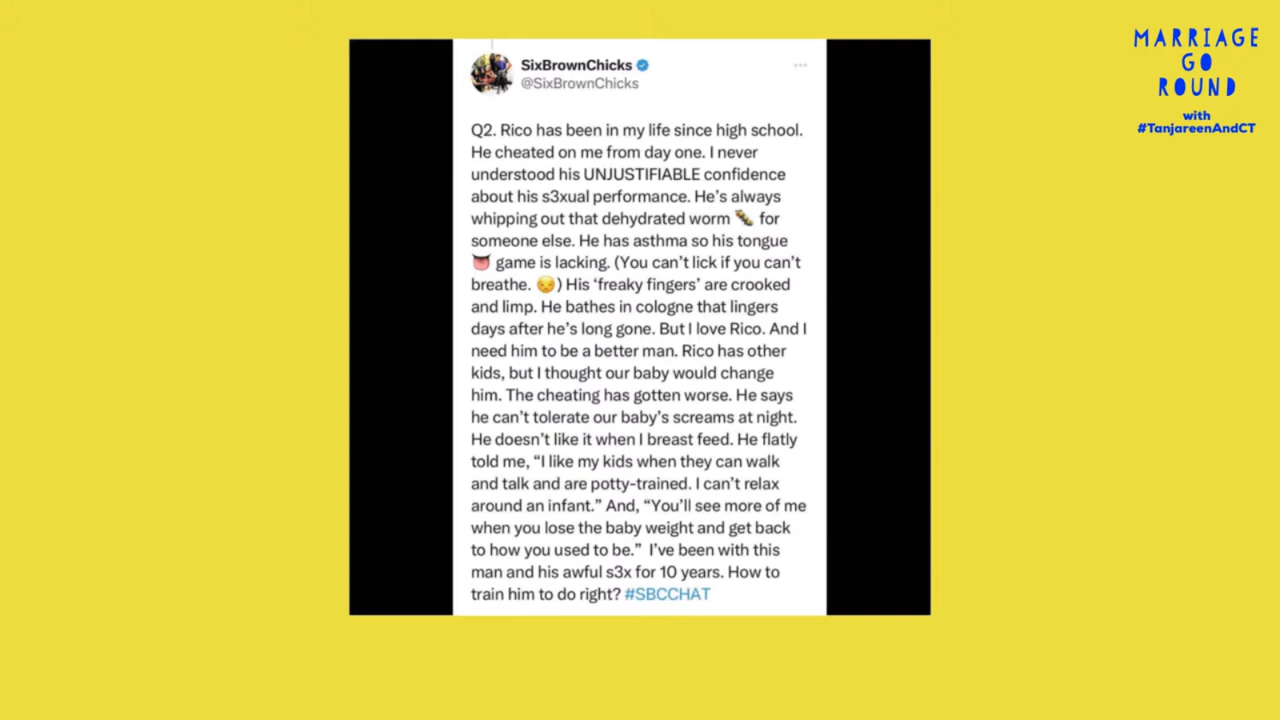 MARRIAGE
GO
ROUND
with
#TanjareenAndCT
SixBrownChicks
@SixBrownChicks
Q2. Rico has been in my life since high school.
He cheated on me from day one. I never
understood his UNJUSTIFIABLE confidence
about his s3xual performance. He's always
whipping out that dehydrated worm 🐛 for
someone else. He has asthma so his tongue
👅 game is lacking. (You can't lick if you can't
breathe. 😒) His ‘freaky fingers’ are crooked
and limp. He bathes in cologne that lingers
days after he's long gone. But I love Rico. And I
need him to be a better man. Rico has other
kids, but I thought our baby would change
him. The cheating has gotten worse. He says
he can't tolerate our baby's screams at night.
He doesn't like it when I breast feed. He flatly
told me, “I like my kids when they can walk
and talk and are potty-trained. I can't relax
around an infant.” And, “You'll see more of me
when you lose the baby weight and get back
to how you used to be.”  I've been with this
man and his awful s3x for 10 years. How to
train him to do right? #SBCCHAT